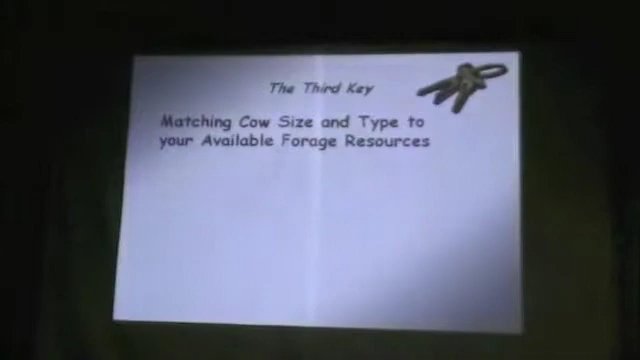 The Third Key
Matching Cow Size and Type to
your Available Forage Resources